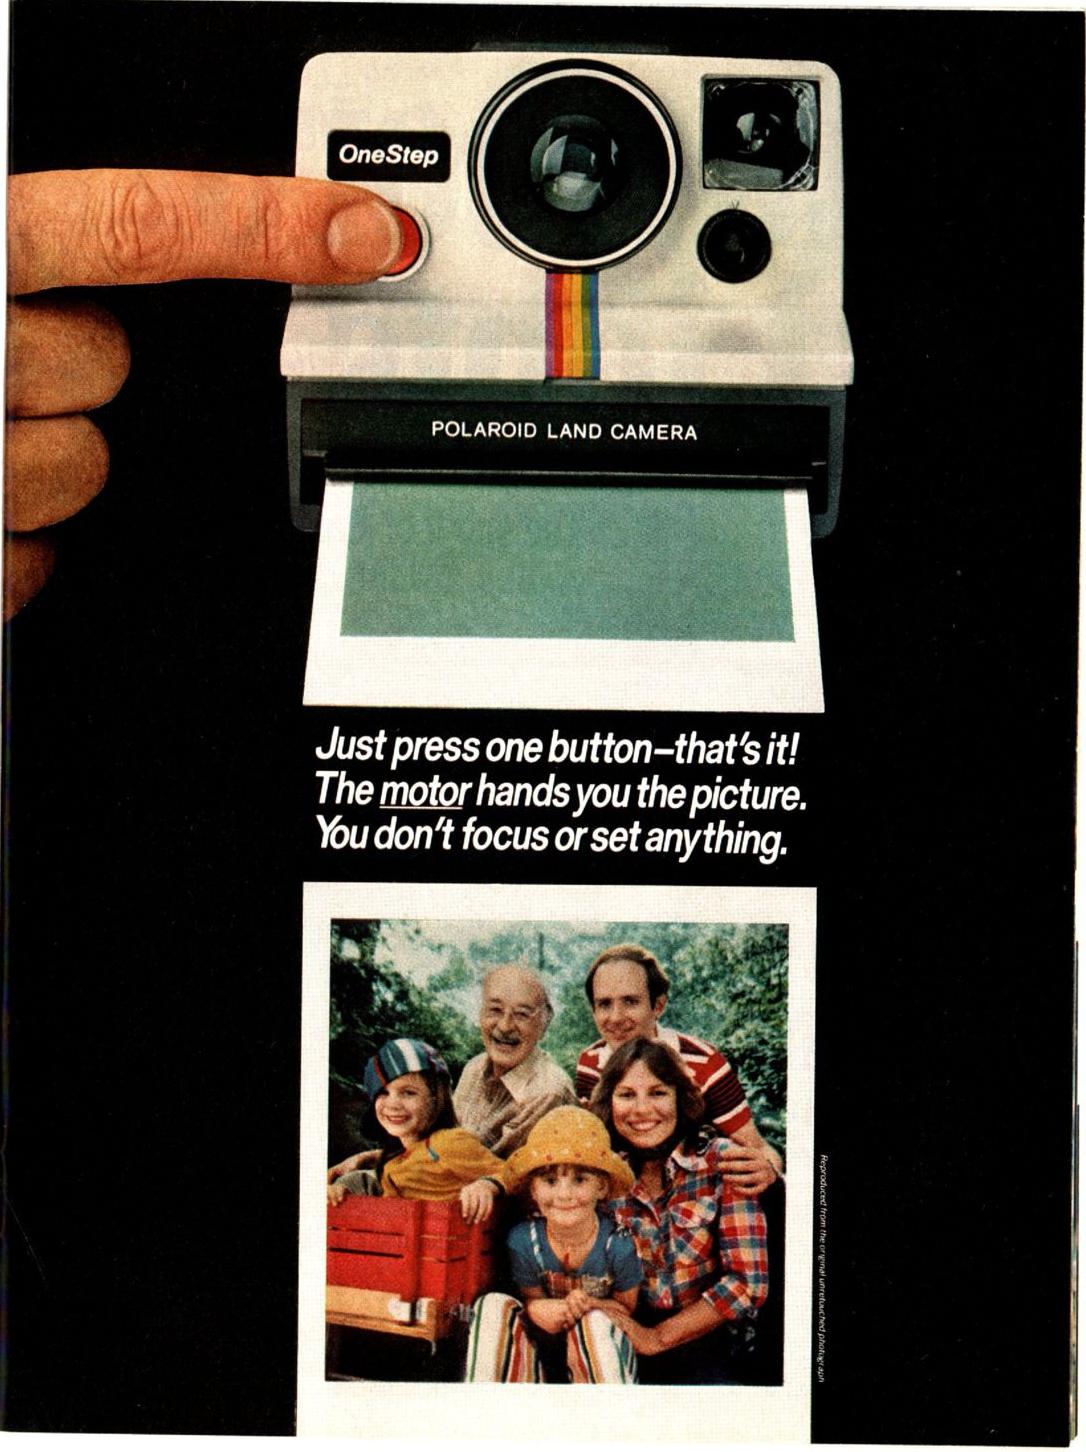 OneStep
POLAROID LAND CAMERA
Just press one button–that's it!
The motor hands you the picture.
You don't focus or set anything.
Reproduced from the original unretouched photograph